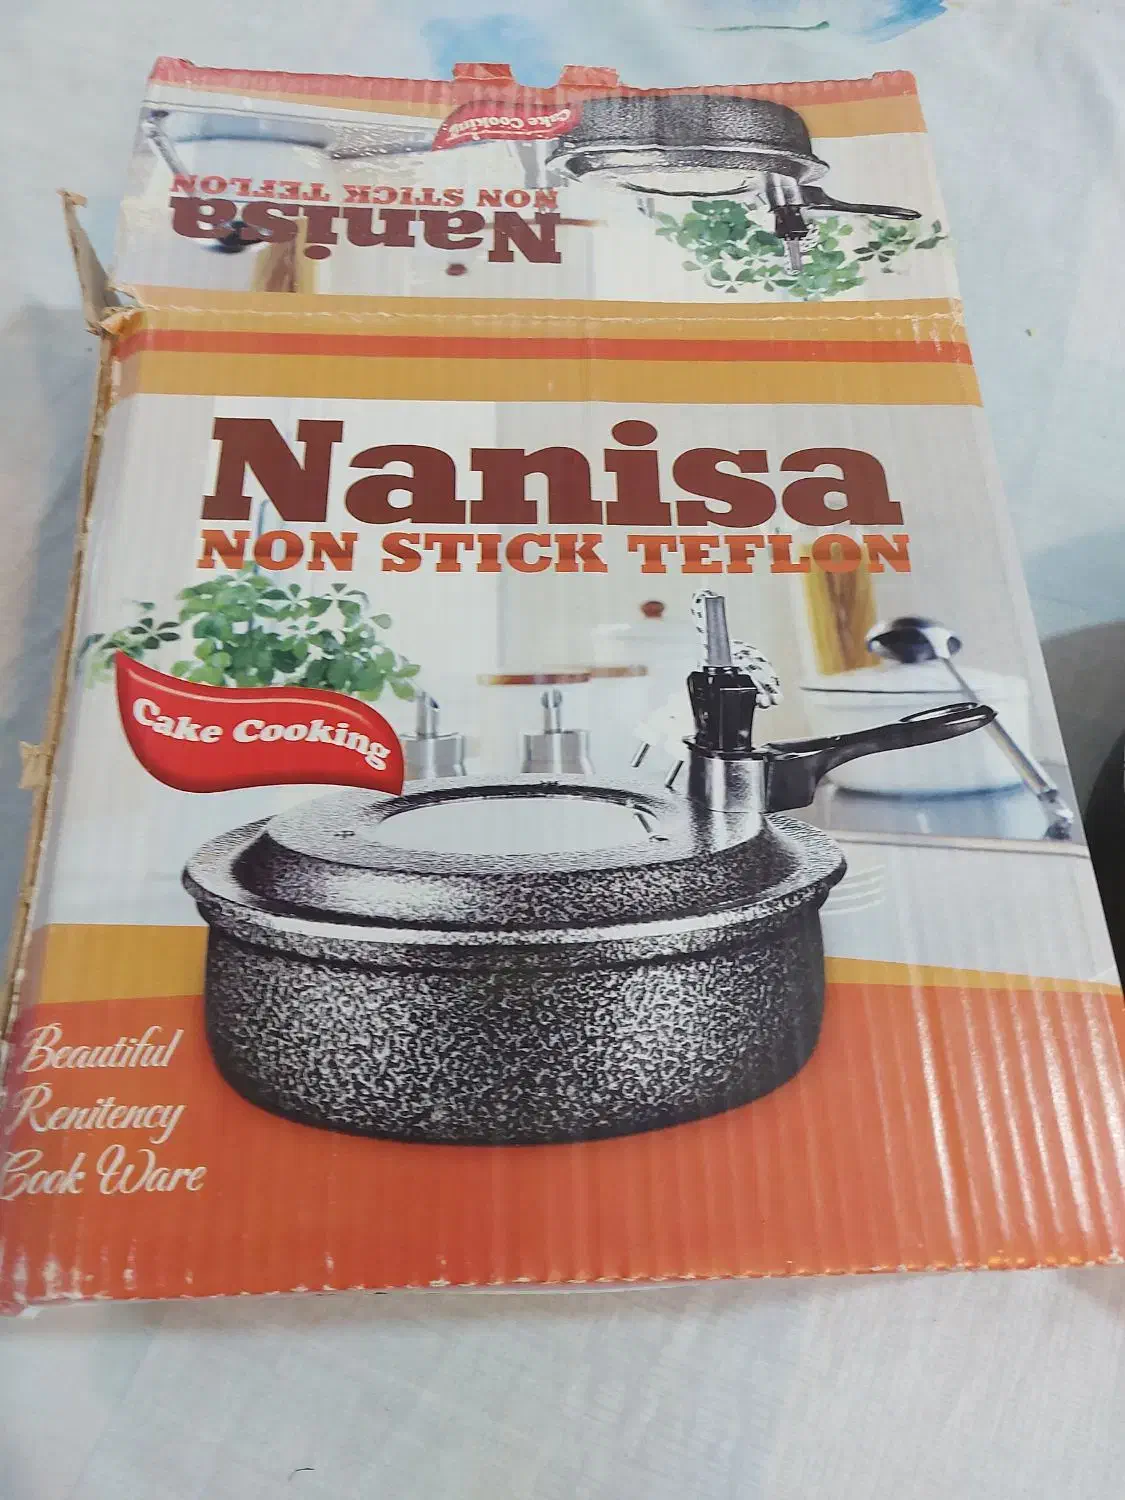 Cake Cooking
NON STICK TEFLON
Nanisa
Nanisa
NON STICK TEFLON
Cake Cooking
Beautiful
Renitency
Cook Ware